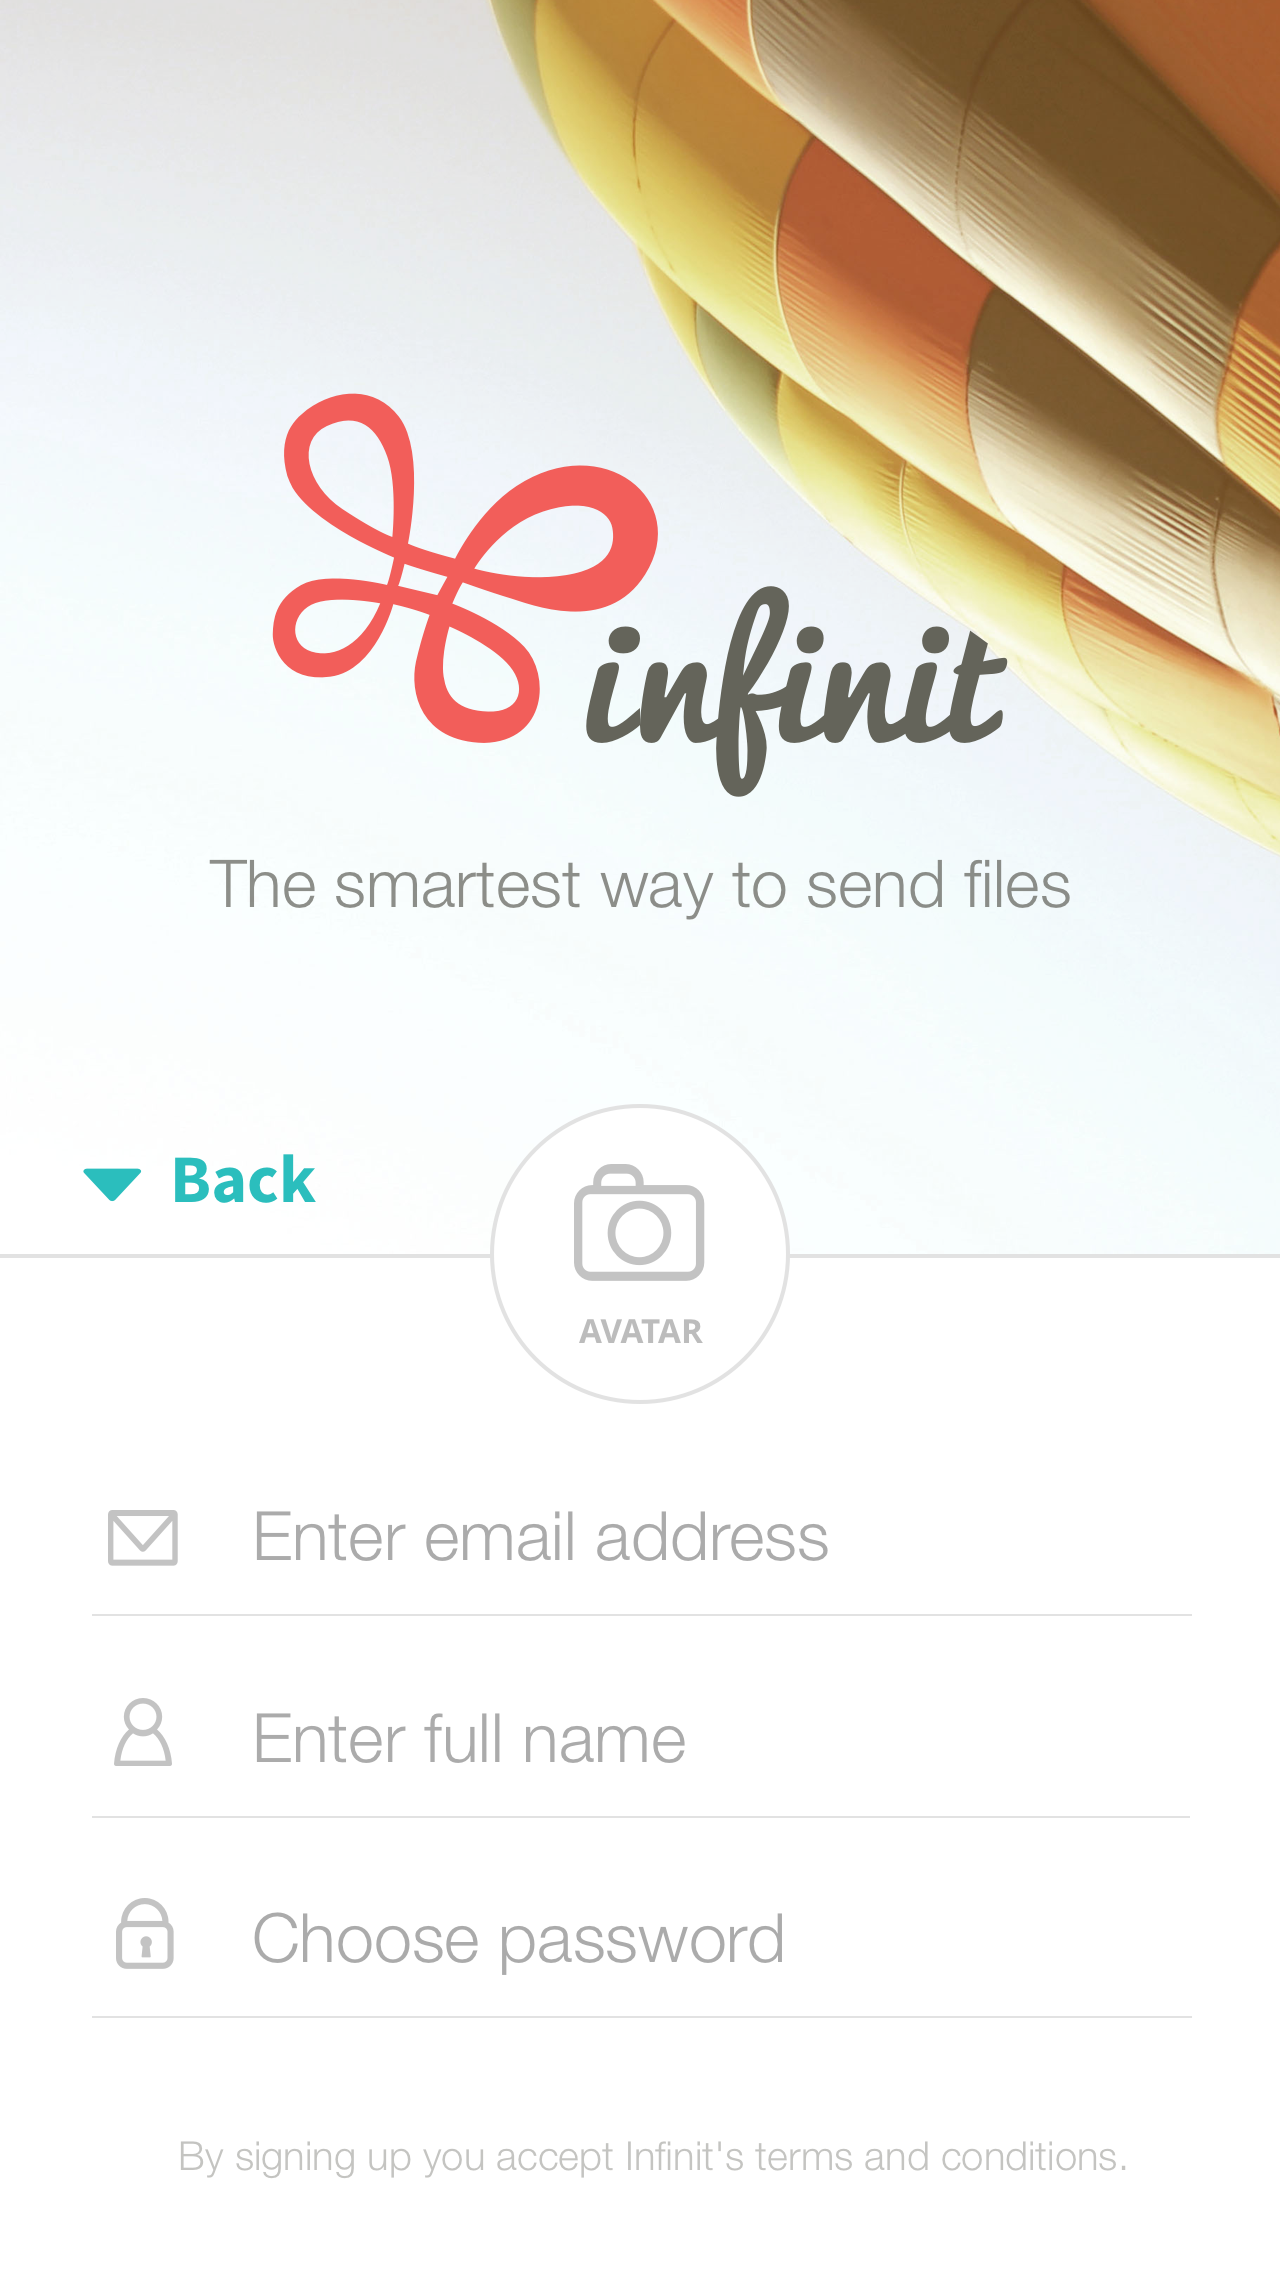 infinit
The smartest way to send files
Back
AVATAR
Enter email address
Enter full name
Choose password
By signing up you accept Infinit's terms and conditions.